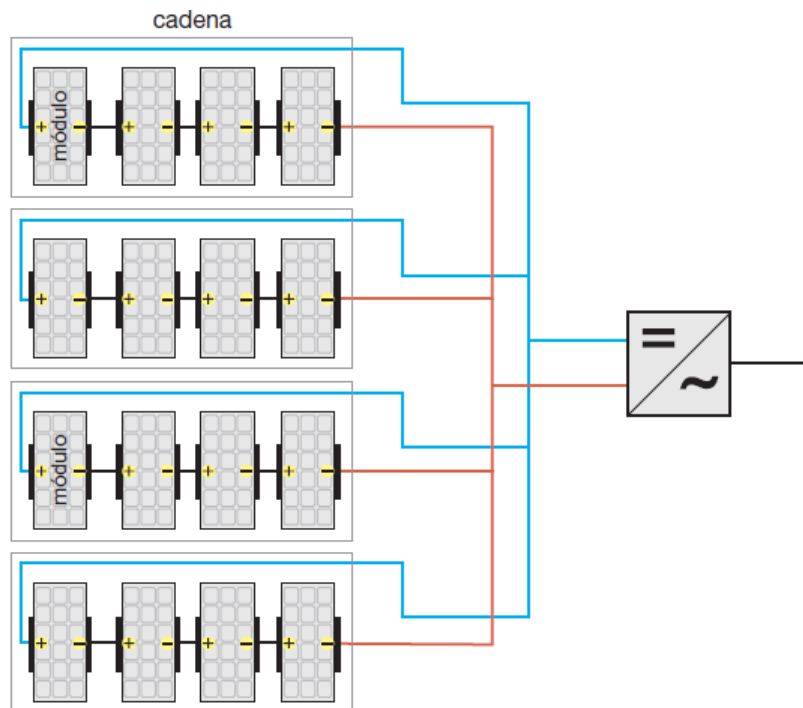 cadena
módulo
+ − + − + − + −
+ − + − + − + −
=
~
módulo
+ − + − + − + −
+ − + − + − + −